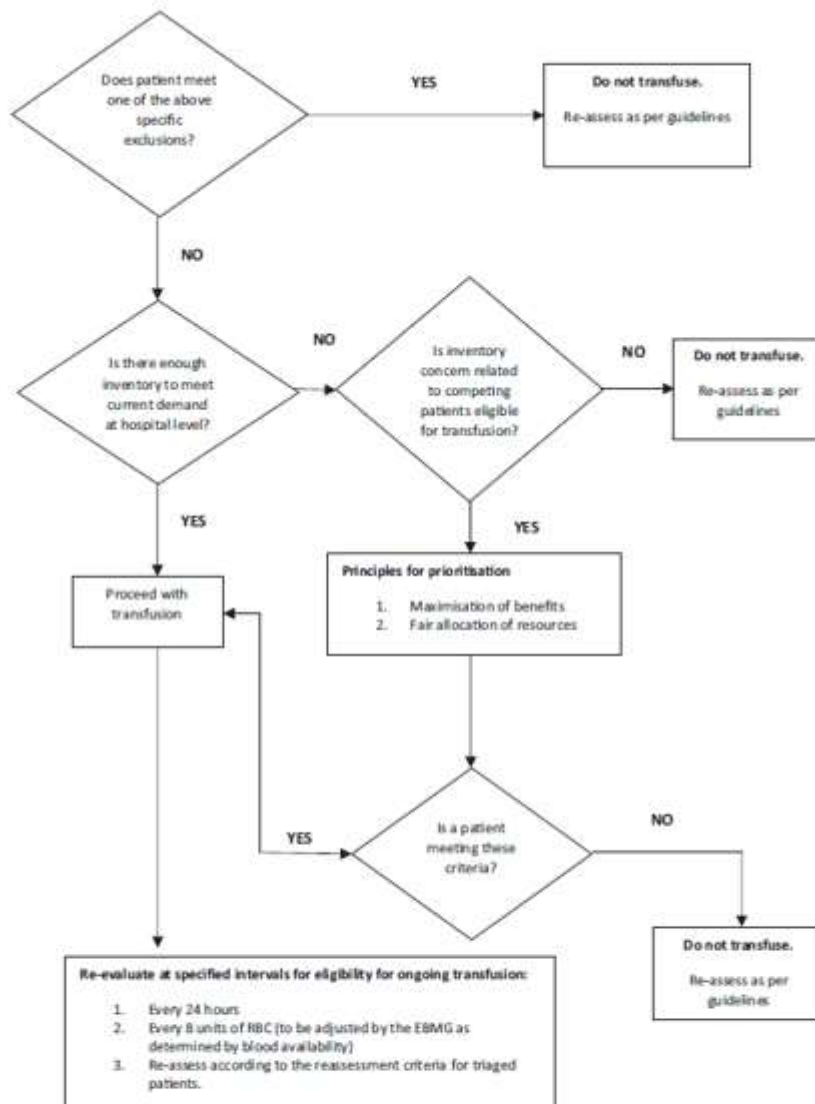 Does patient meet
one of the above
specific
exclusions?
YES
Do not transfuse.
Re-assess as per guidelines
NO
Is there enough
inventory to meet
current demand
at hospital level?
NO
Is inventory
concern related
to competing
patients eligible
for transfusion?
NO
Do not transfuse.
Re-assess as per
guidelines
YES
YES
Proceed with
transfusion
Principles for prioritisation
1. Maximisation of benefits
2. Fair allocation of resources
YES
Is a patient
meeting these
criteria?
NO
Do not transfuse.
Re-assess as per
guidelines
Re-evaluate at specified intervals for eligibility for ongoing transfusion:
1. Every 24 hours
2. Every 8 units of RBC (to be adjusted by the EBMG as
determined by blood availability)
3. Re-assess according to the reassessment criteria for triaged
patients.